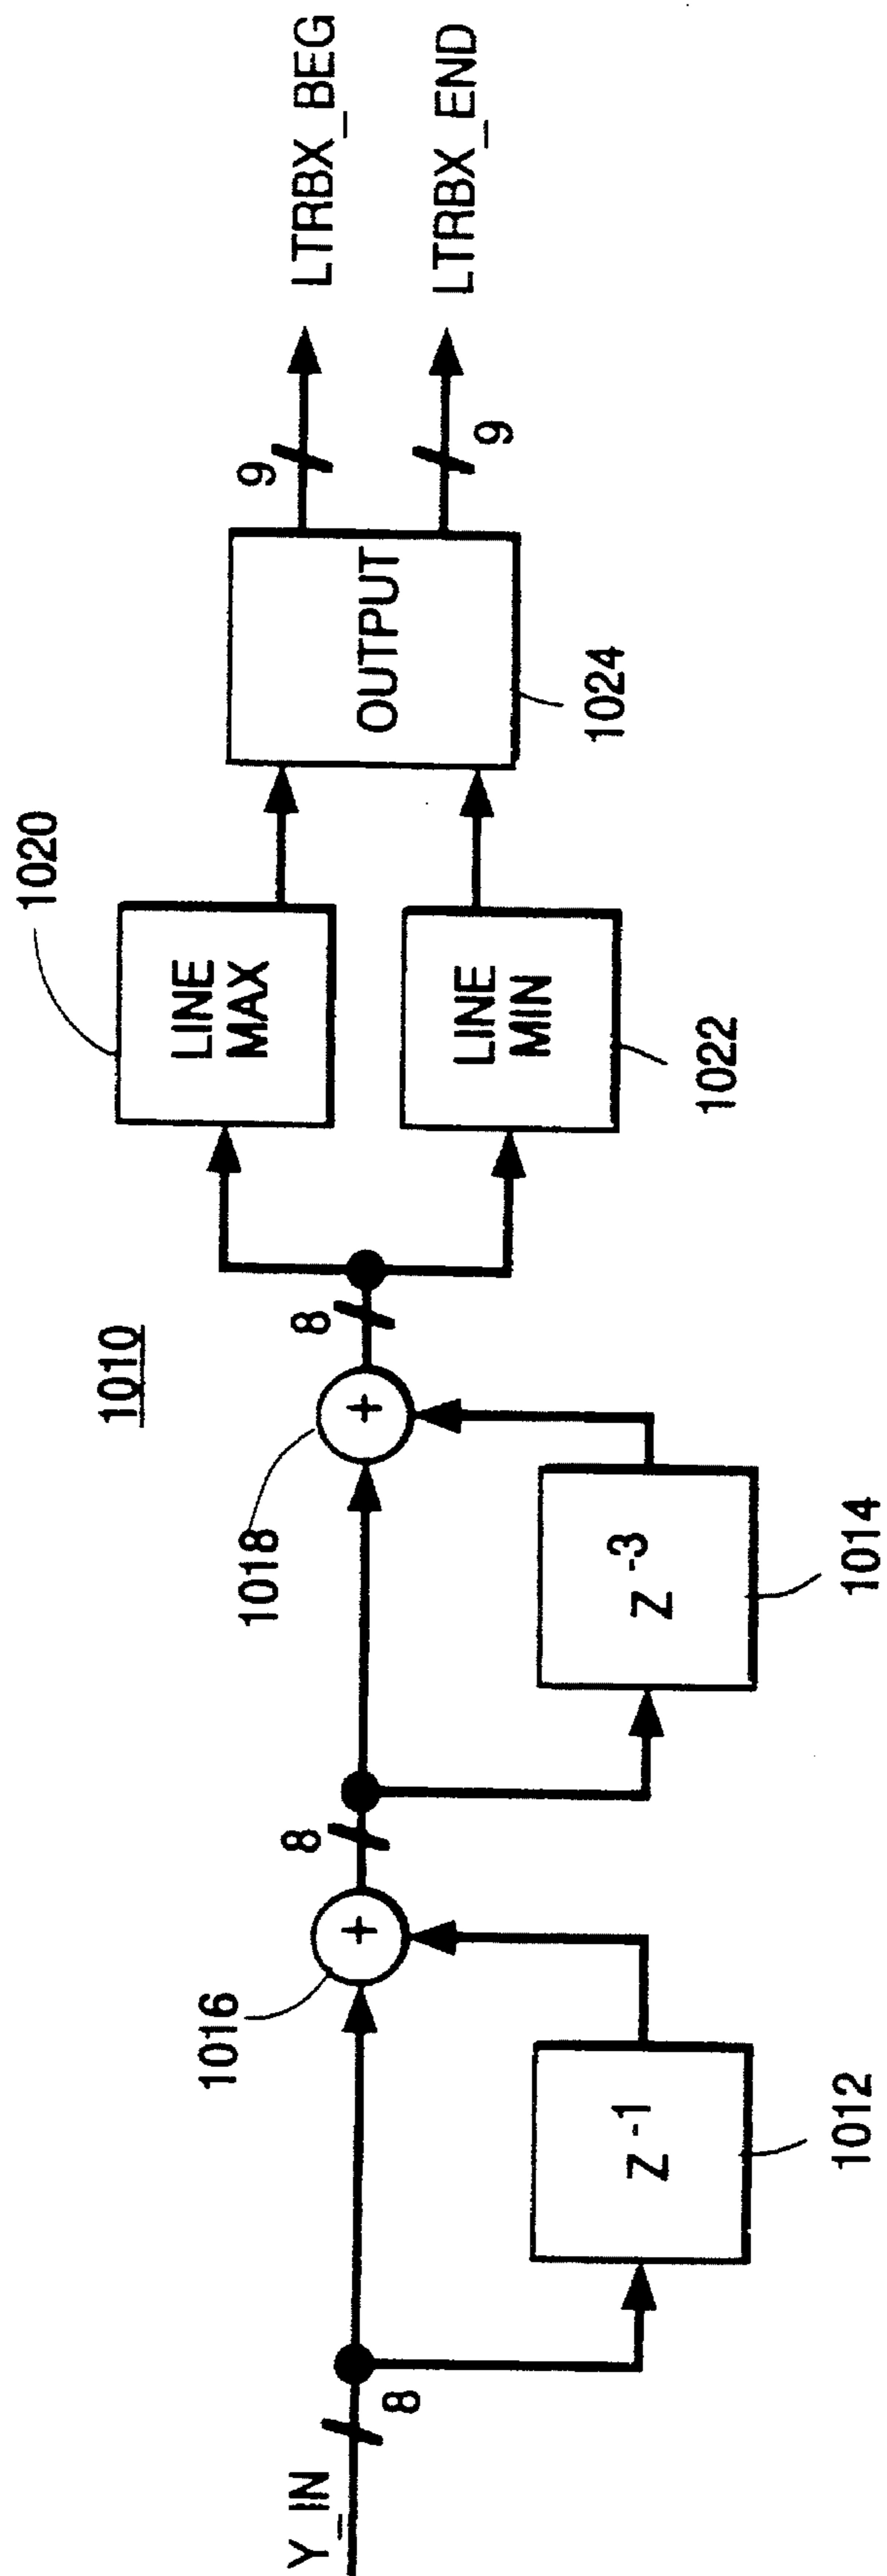 1010
Y_IN
8
Z-1
1012
1016
+
8
Z-3
1014
1018
+
8
LINE
MAX
1020
LINE
MIN
1022
OUTPUT
1024
9
LTRBX_BEG
9
LTRBX_END